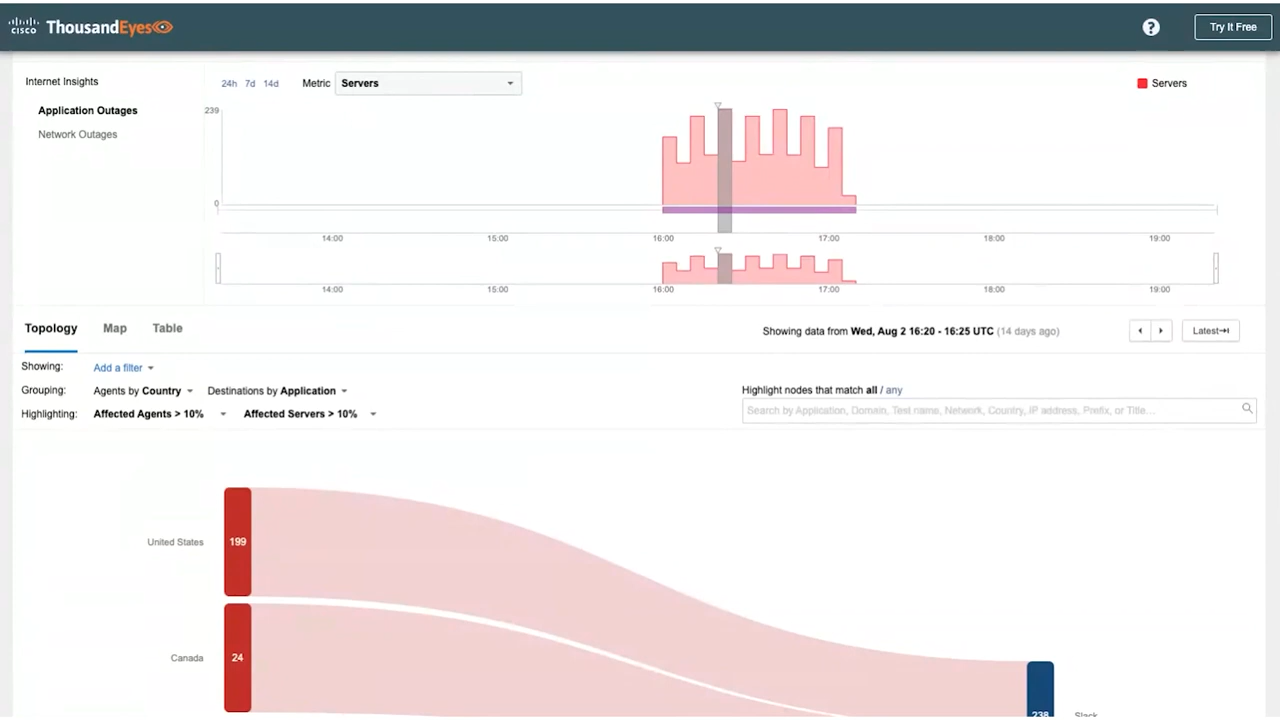 CISCO ThousandEyes
? Try It Free
Internet Insights
Application Outages
Network Outages
24h 7d 14d Metric Servers
Servers
239
0
14:00 15:00 16:00 17:00 18:00 19:00
14:00 15:00 16:00 17:00 18:00 19:00
Topology Map Table
Showing data from Wed, Aug 2 16:20 - 16:25 UTC (14 days ago)
Latest
Showing: Add a filter
Grouping: Agents by Country Destinations by Application
Highlighting: Affected Agents > 10% Affected Servers > 10%
Highlight nodes that match all / any
Search by Application, Domain, Test name, Network, Country, IP address, Prefix, or Title...
United States 199
Canada 24
238 Slack